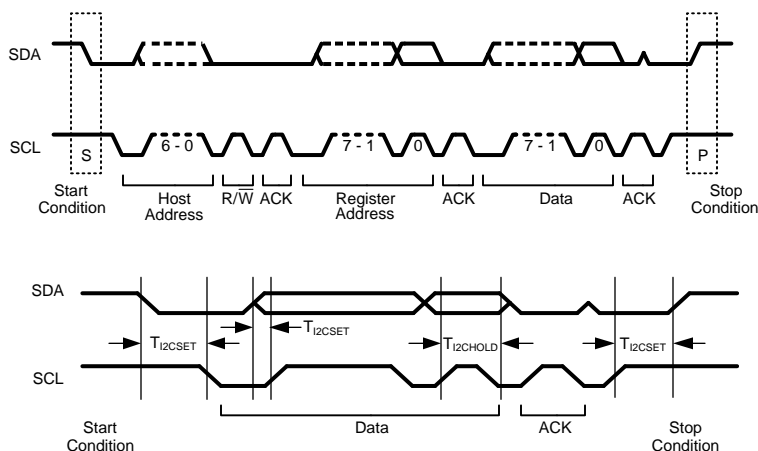 SDA
SCL
S
6 - 0
7 - 1
0
7 - 1
0
P
Start
Condition
Host
Address
R/W̅
ACK
Register
Address
ACK
Data
ACK
Stop
Condition
SDA
T_I2CSET
T_I2CSET
T_I2CHOLD
T_I2CSET
SCL
Start
Condition
Data
ACK
Stop
Condition